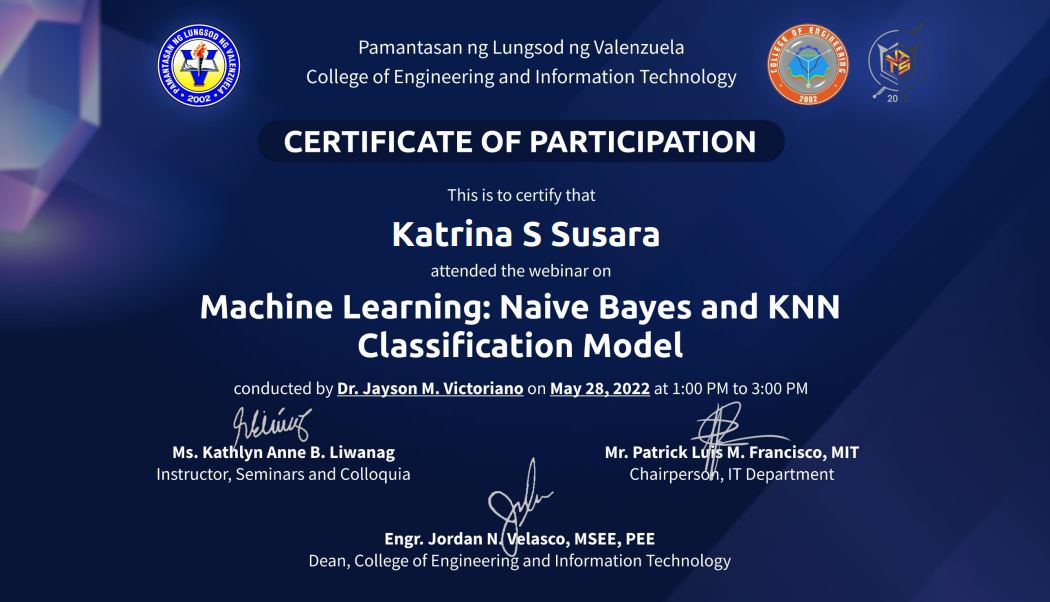 PAMANTASAN NG LUNGSOD NG VALENZUELA
2002
Pamantasan ng Lungsod ng Valenzuela
College of Engineering and Information Technology
COLLEGE OF ENGINEERING
2002
CERTIFICATE OF PARTICIPATION
This is to certify that
Katrina S Susara
attended the webinar on
Machine Learning: Naive Bayes and KNN
Classification Model
conducted by Dr. Jayson M. Victoriano on May 28, 2022 at 1:00 PM to 3:00 PM
Ms. Kathlyn Anne B. Liwanag
Instructor, Seminars and Colloquia
Mr. Patrick Luis M. Francisco, MIT
Chairperson, IT Department
Engr. Jordan N. Velasco, MSEE, PEE
Dean, College of Engineering and Information Technology